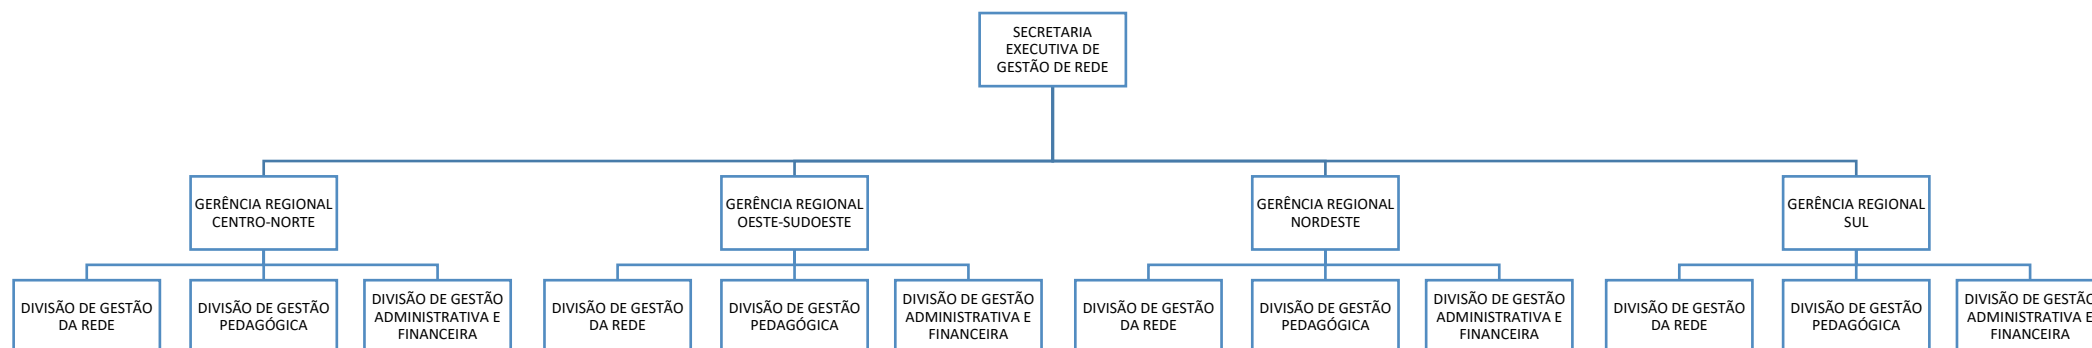 SECRETARIA
EXECUTIVA DE
GESTÃO DE REDE
GERÊNCIA REGIONAL
CENTRO-NORTE
GERÊNCIA REGIONAL
OESTE-SUDOESTE
GERÊNCIA REGIONAL
NORDESTE
GERÊNCIA REGIONAL
SUL
DIVISÃO DE GESTÃO
DA REDE
DIVISÃO DE GESTÃO
PEDAGÓGICA
DIVISÃO DE GESTÃO
ADMINISTRATIVA E
FINANCEIRA
DIVISÃO DE GESTÃO
DA REDE
DIVISÃO DE GESTÃO
PEDAGÓGICA
DIVISÃO DE GESTÃO
ADMINISTRATIVA E
FINANCEIRA
DIVISÃO DE GESTÃO
DA REDE
DIVISÃO DE GESTÃO
PEDAGÓGICA
DIVISÃO DE GESTÃO
ADMINISTRATIVA E
FINANCEIRA
DIVISÃO DE GESTÃO
DA REDE
DIVISÃO DE GESTÃO
PEDAGÓGICA
DIVISÃO DE GESTÃO
ADMINISTRATIVA E
FINANCEIRA